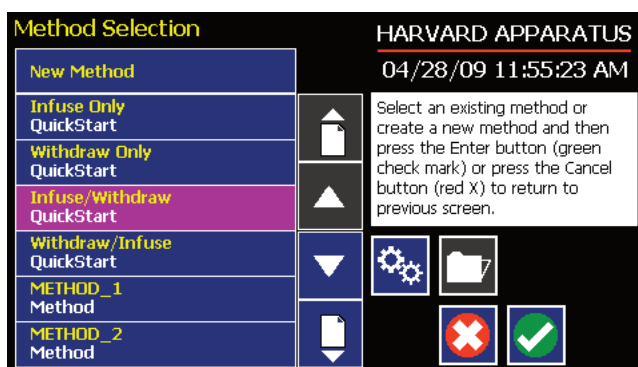 Method Selection
New Method
Infuse Only
QuickStart
Withdraw Only
QuickStart
Infuse/Withdraw
QuickStart
Withdraw/Infuse
QuickStart
METHOD_1
Method
METHOD_2
Method
HARVARD APPARATUS
04/28/09 11:55:23 AM
Select an existing method or
create a new method and then
press the Enter button (green
check mark) or press the Cancel
button (red X) to return to
previous screen.